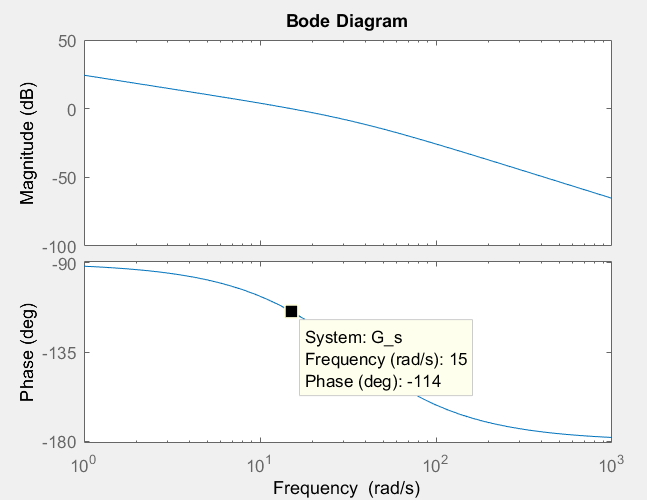 Bode Diagram
50
0
-50
-100
Magnitude (dB)
-90
-135
-180
Phase (deg)
System: G_s
Frequency (rad/s): 15
Phase (deg): -114
10^0 10^1 10^2 10^3
Frequency (rad/s)